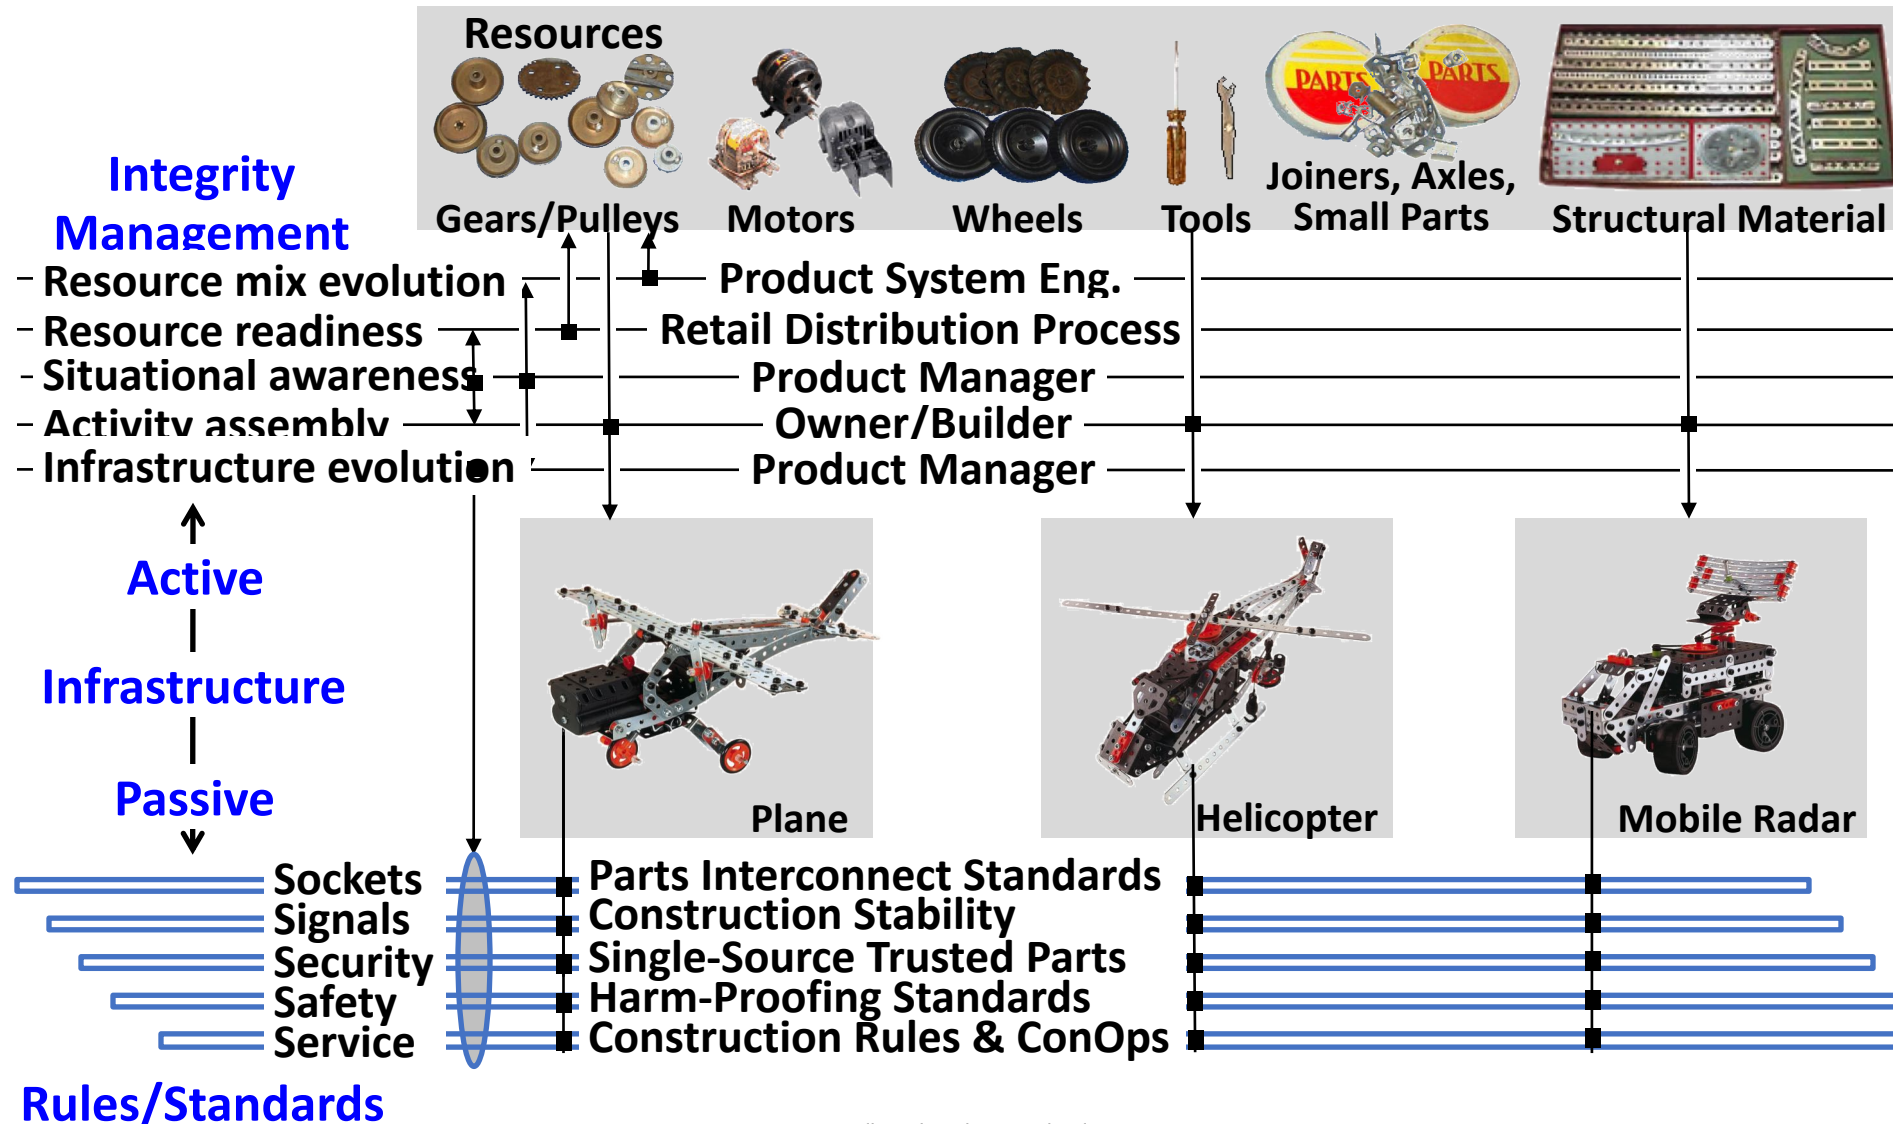 Resources
PARTS
PARTS
Gears/Pulleys
Motors
Wheels
Tools
Joiners, Axles,
Small Parts
Structural Material
Integrity
Management
Resource mix evolution
Product System Eng.
Resource readiness
Retail Distribution Process
Situational awareness
Product Manager
Activity assembly
Owner/Builder
Infrastructure evolution
Product Manager
Active
Infrastructure
Passive
Plane
Helicopter
Mobile Radar
Sockets
Parts Interconnect Standards
Signals
Construction Stability
Security
Single-Source Trusted Parts
Safety
Harm-Proofing Standards
Service
Construction Rules & ConOps
Rules/Standards